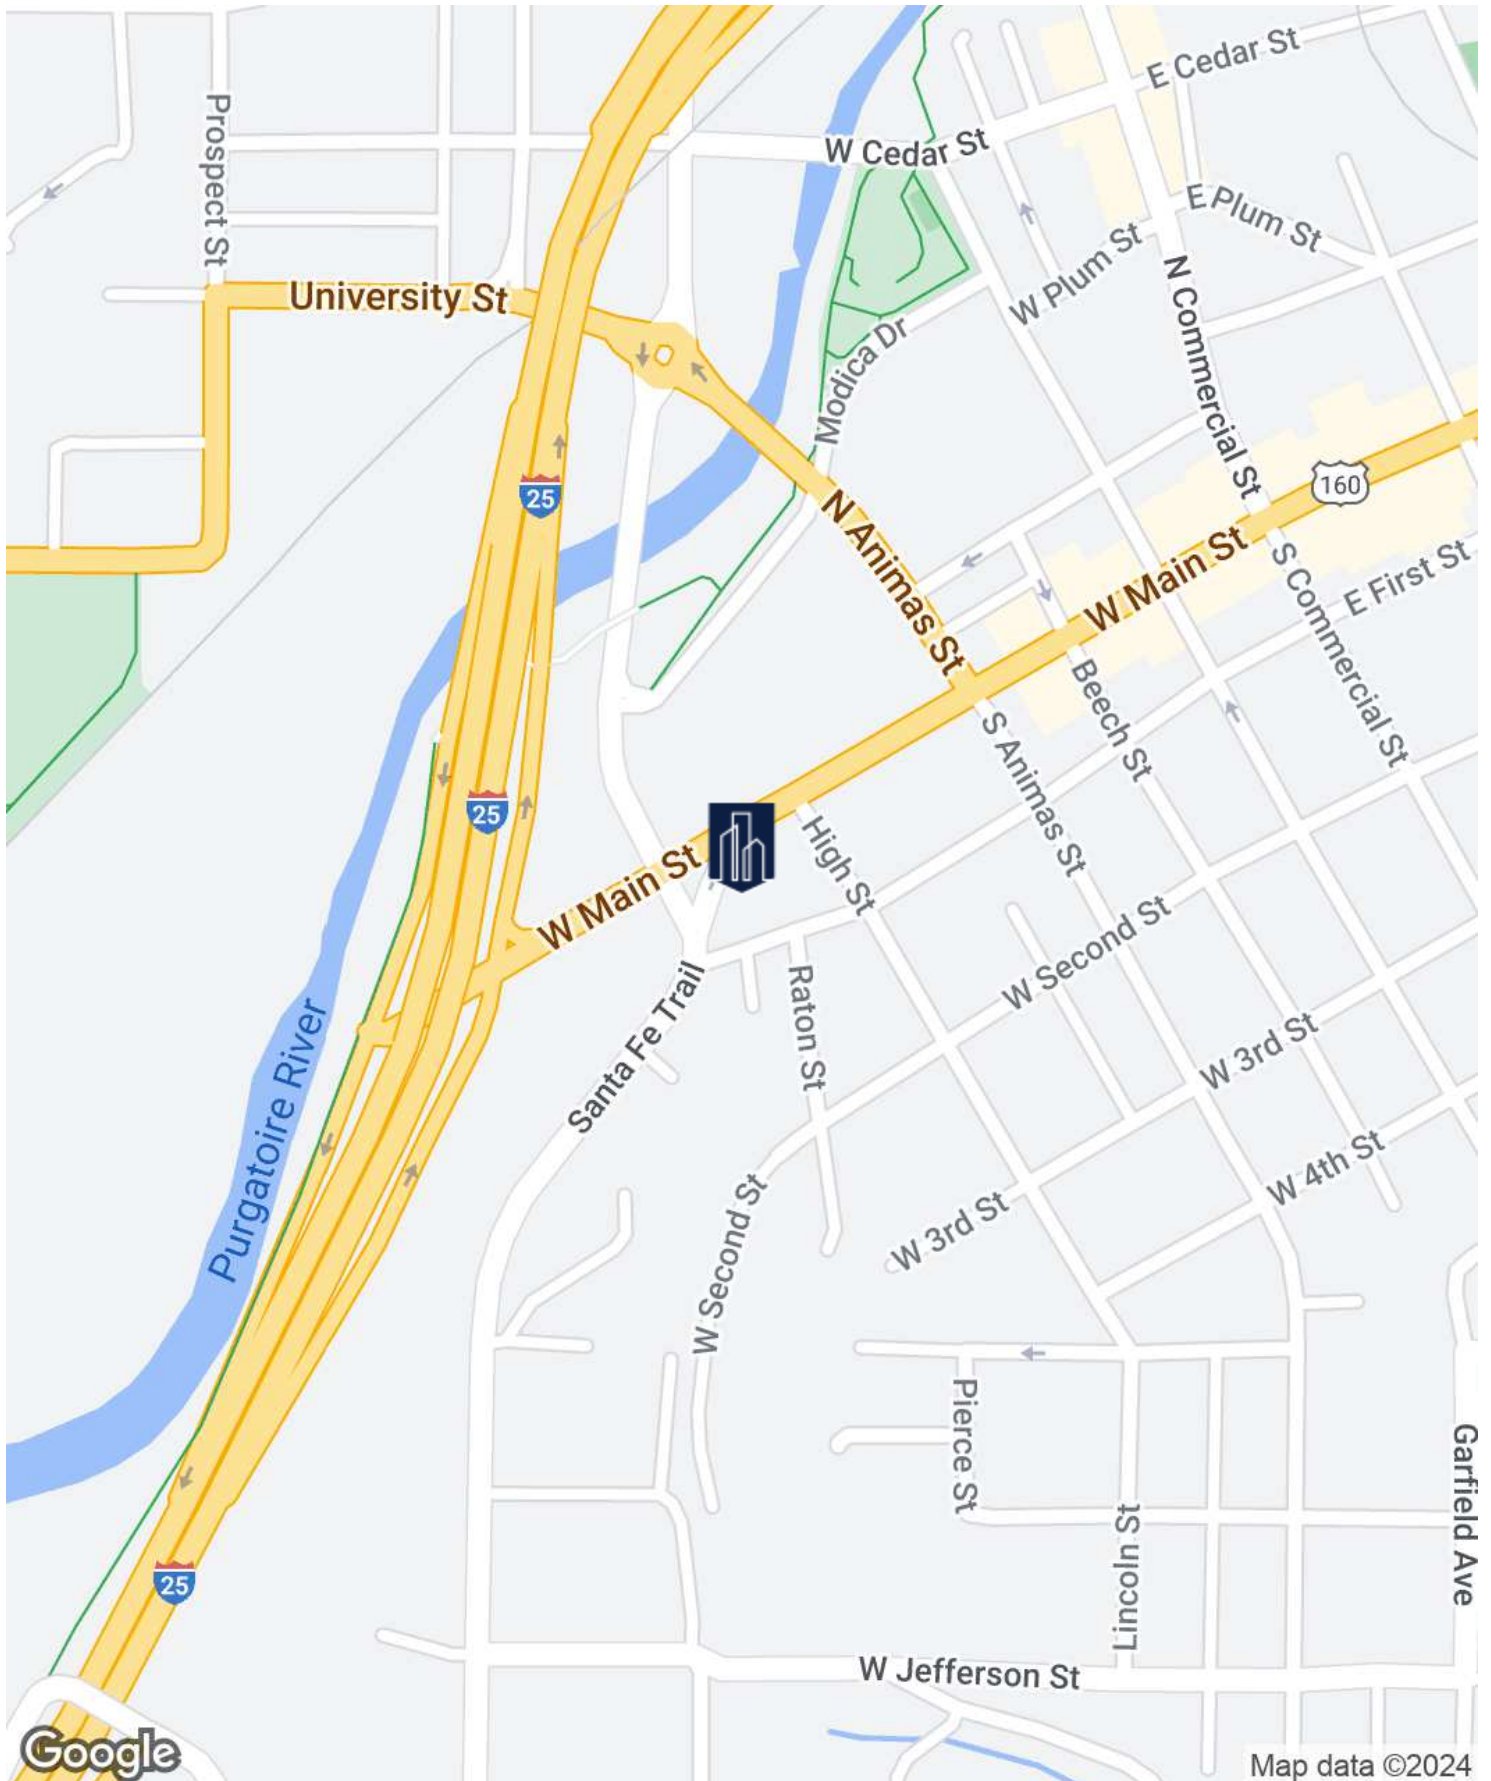 E Cedar St
Prospect St
W Cedar St
E Plum St
W Plum St
University St
N Commercial St
Modica Dr
25
160
N Animas St
W Main St
S Commercial St
E First St
Beech St
S Animas St
25
High St
W Main St
W Second St
Santa Fe Trail
Raton St
Purgatoire River
W 3rd St
W 4th St
W Second St
W 3rd St
Pierce St
Garfield Ave
Lincoln St
25
W Jefferson St
Google
Map data ©2024